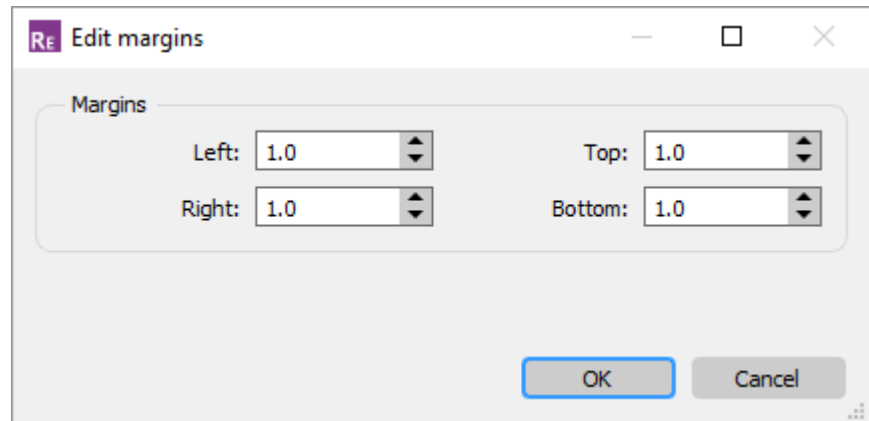 RE Edit margins
Margins
Left: 1.0 Top: 1.0
Right: 1.0 Bottom: 1.0
OK Cancel